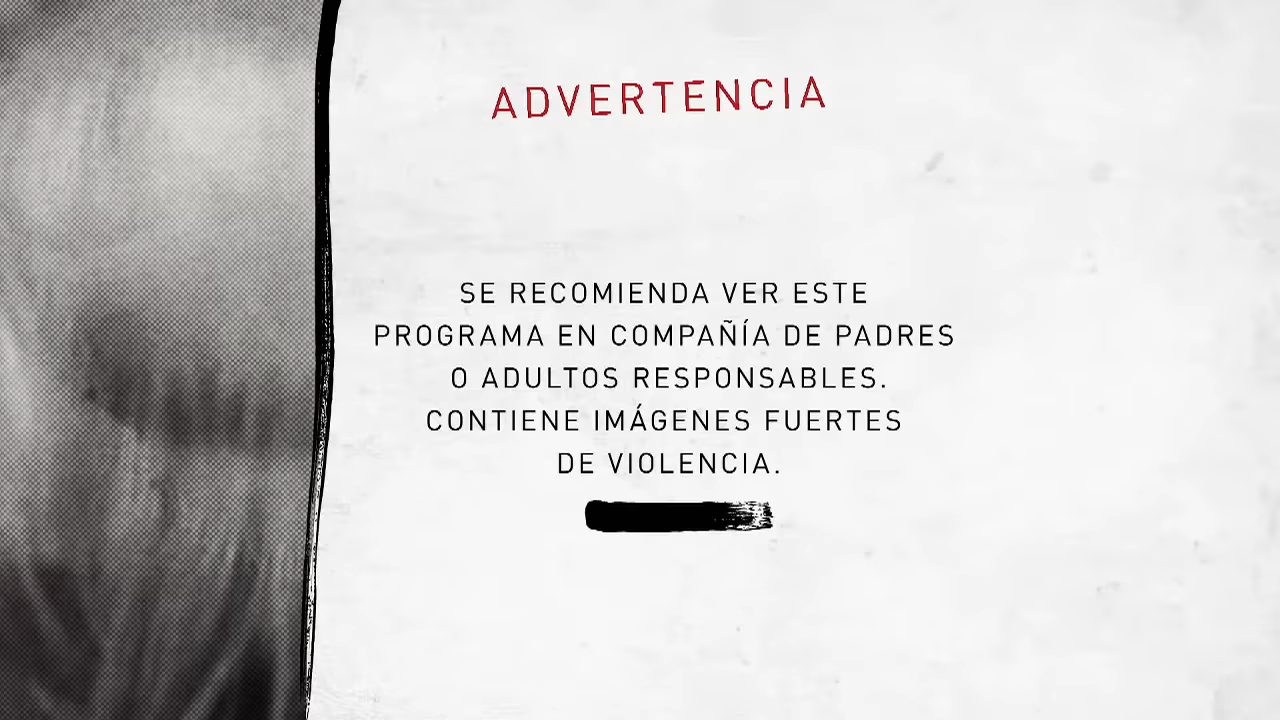 ADVERTENCIA
SE RECOMIENDA VER ESTE
PROGRAMA EN COMPAÑÍA DE PADRES
O ADULTOS RESPONSABLES.
CONTIENE IMÁGENES FUERTES
DE VIOLENCIA.